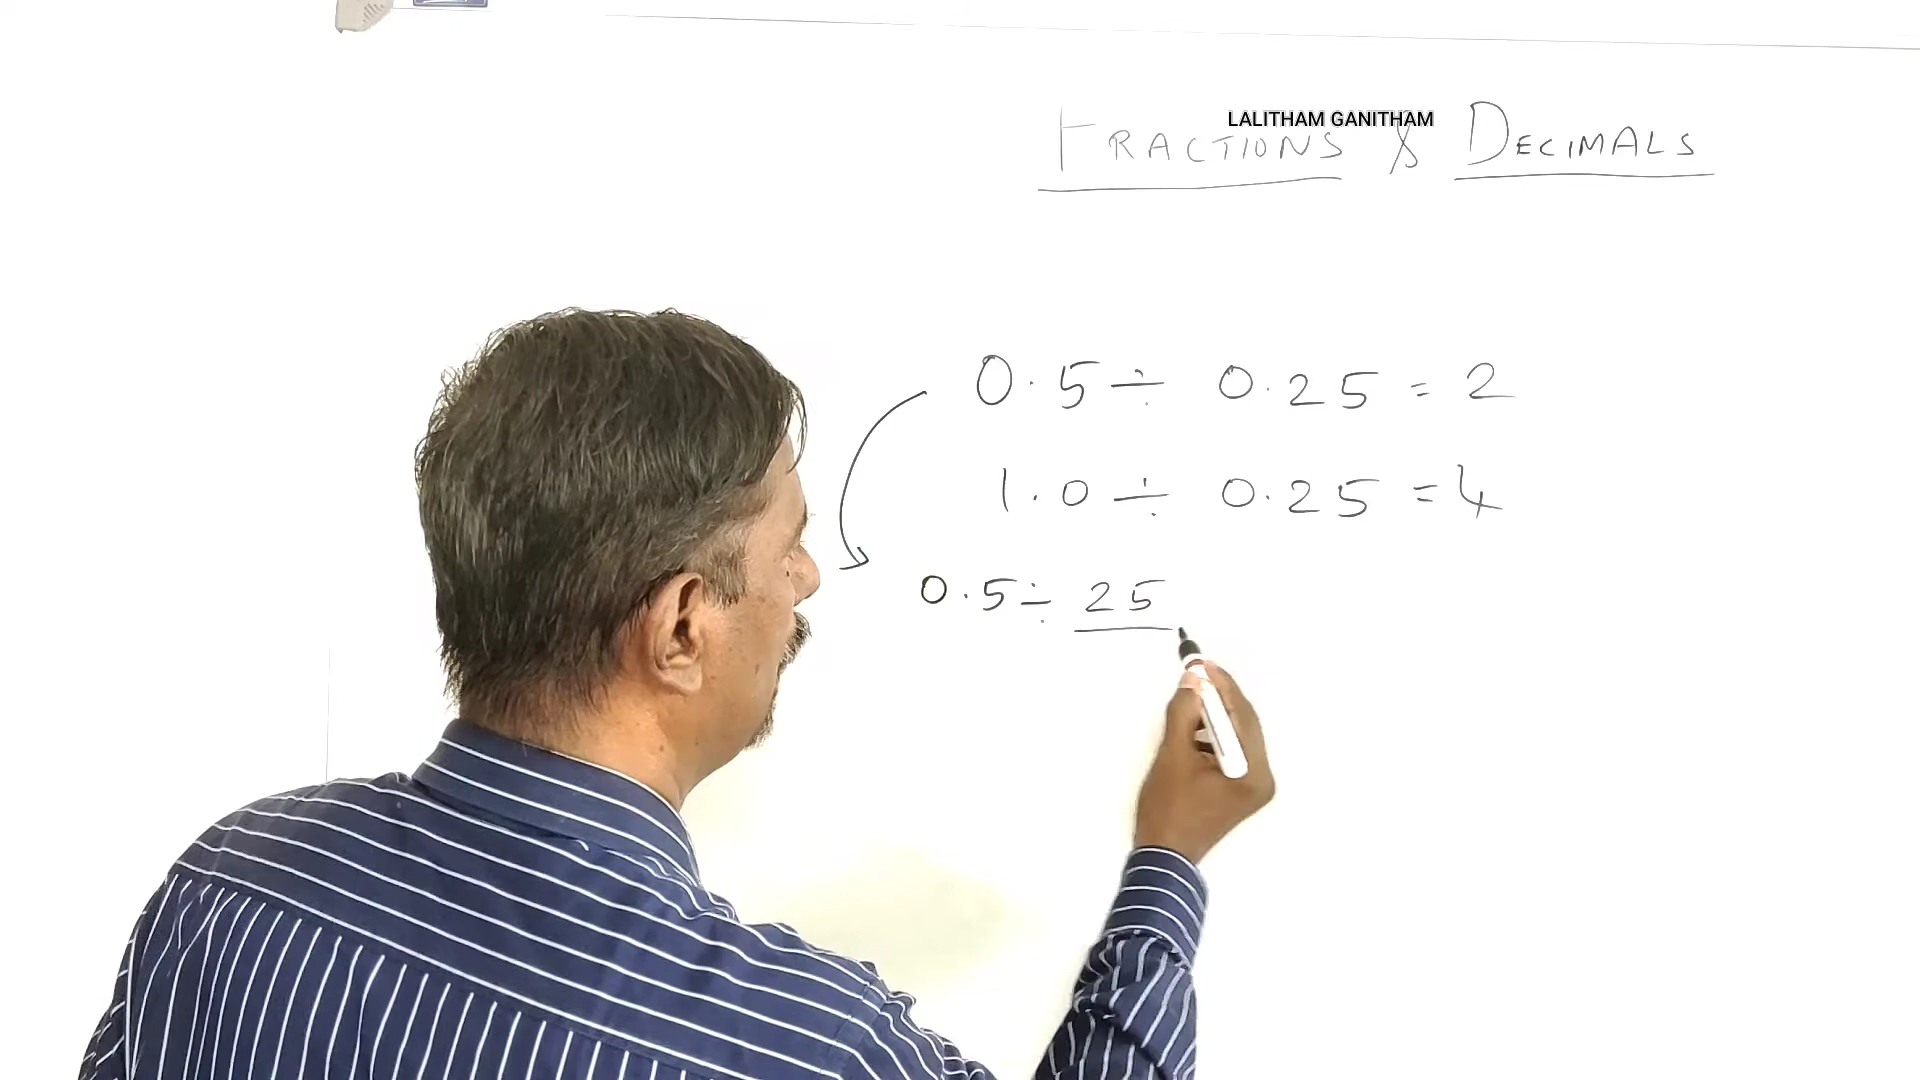 LALITHAM GANITHAM
FRACTIONS & DECIMALS
0.5 ÷ 0.25 = 2
1.0 ÷ 0.25 = 4
0.5 ÷ 25